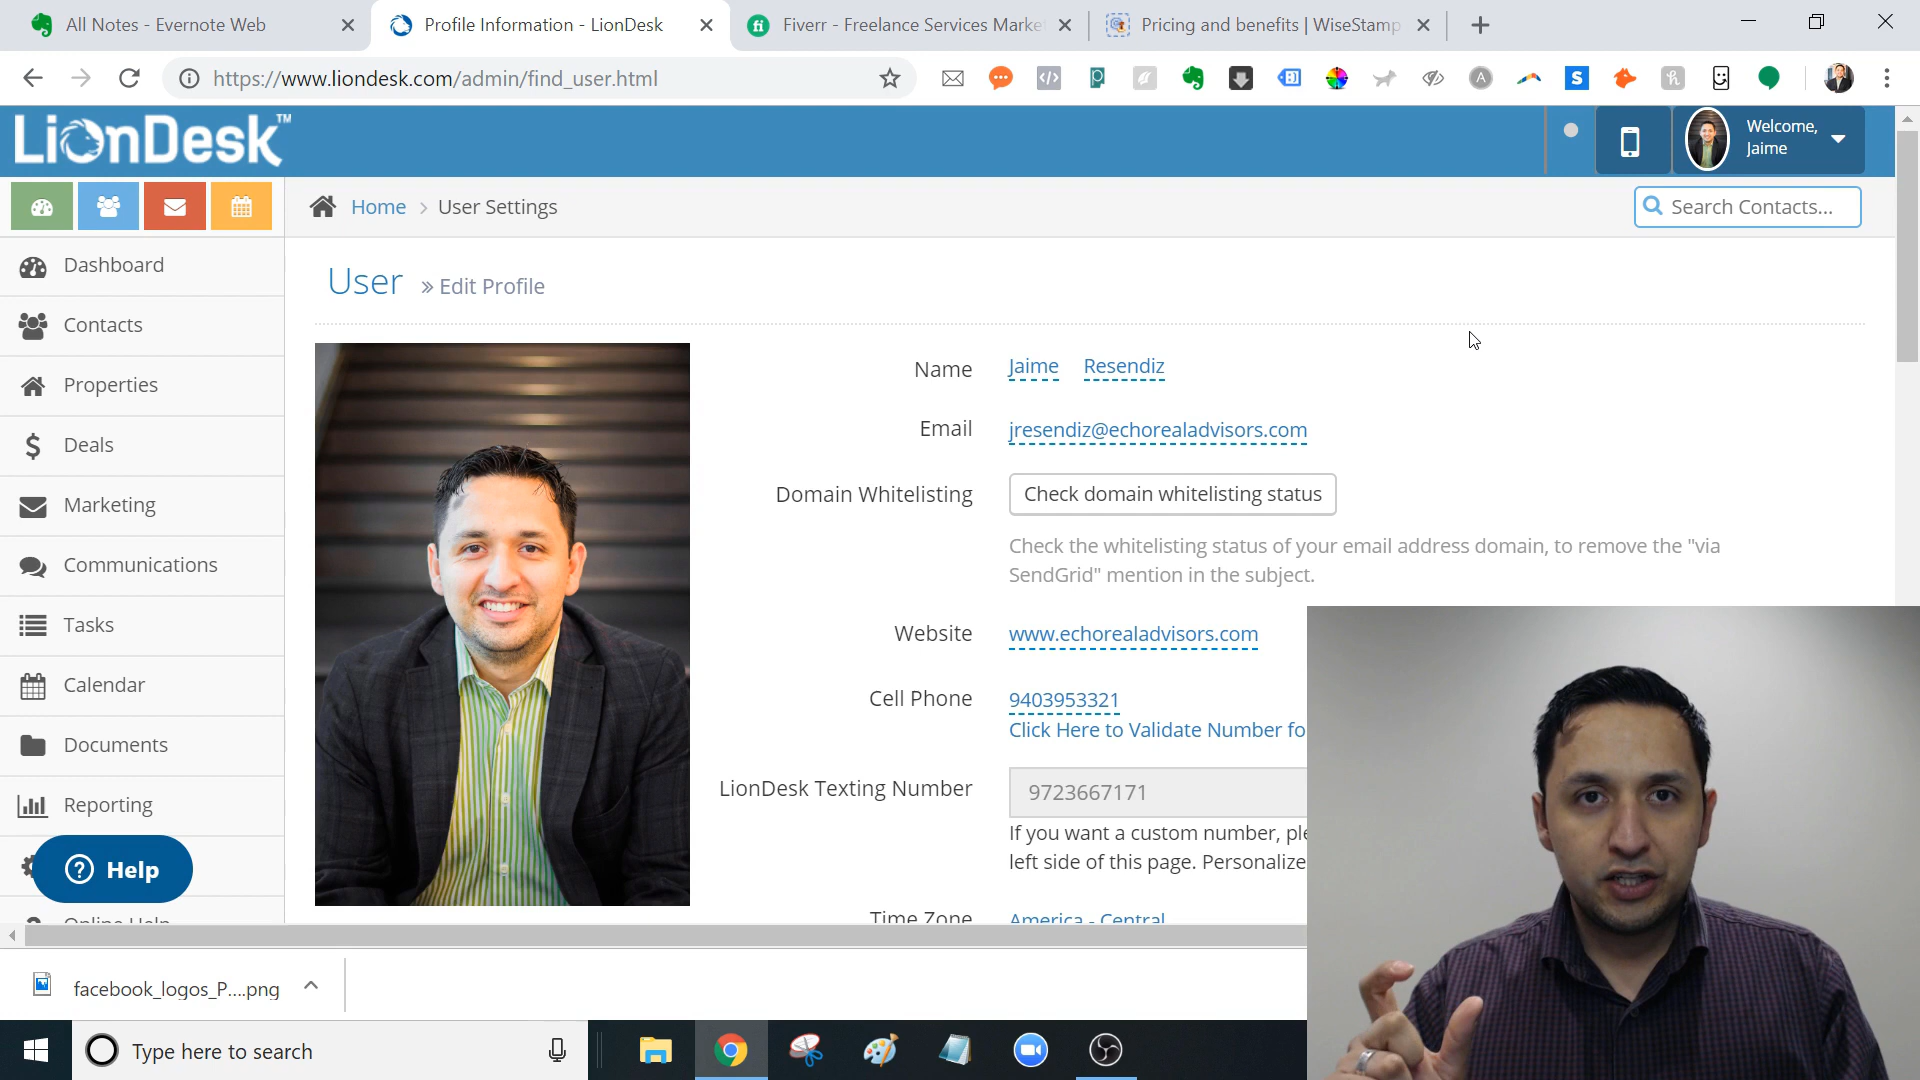 All Notes - Evernote Web
Profile Information - LionDesk
Fiverr - Freelance Services Marke
Pricing and benefits | WiseStamp
https://www.liondesk.com/admin/find_user.html
LionDesk™
Welcome,
Jaime
Home > User Settings
Search Contacts...
Dashboard
Contacts
Properties
Deals
Marketing
Communications
Tasks
Calendar
Documents
Reporting
Help
User » Edit Profile
Name Jaime Resendiz
Email jresendiz@echorealadvisors.com
Domain Whitelisting Check domain whitelisting status
Check the whitelisting status of your email address domain, to remove the "via
SendGrid" mention in the subject.
Website www.echorealadvisors.com
Cell Phone 9403953321
Click Here to Validate Number fo
LionDesk Texting Number 9723667171
If you want a custom number, ple
left side of this page. Personalize
Time Zone America - Central
facebook_logos_P....png
Type here to search